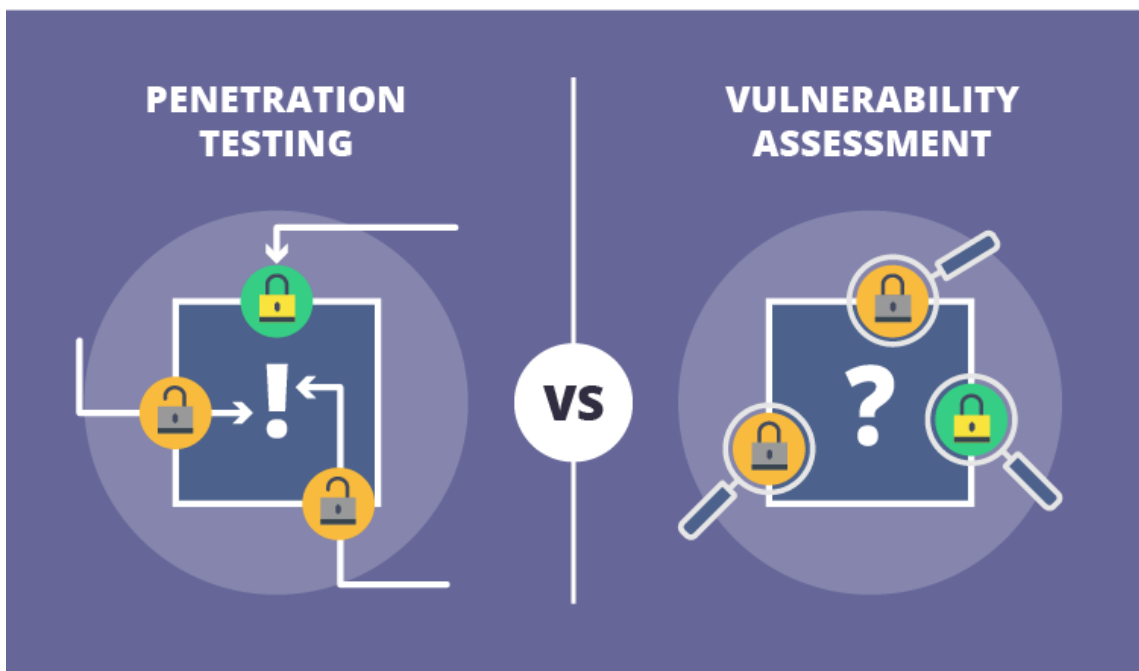 PENETRATION
TESTING
!
VS
VULNERABILITY
ASSESSMENT
?